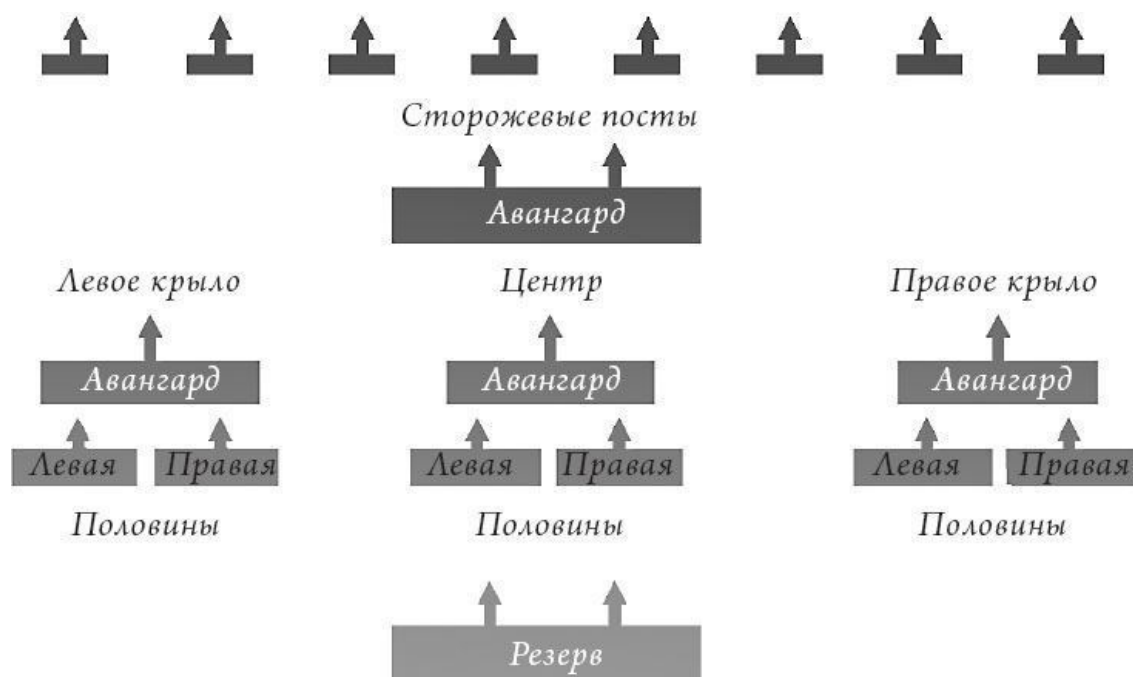 Сторожевые посты
Авангард
Левое крыло Центр Правое крыло
Авангард Авангард Авангард
Левая Правая Левая Правая Левая Правая
Половины Половины Половины
Резерв